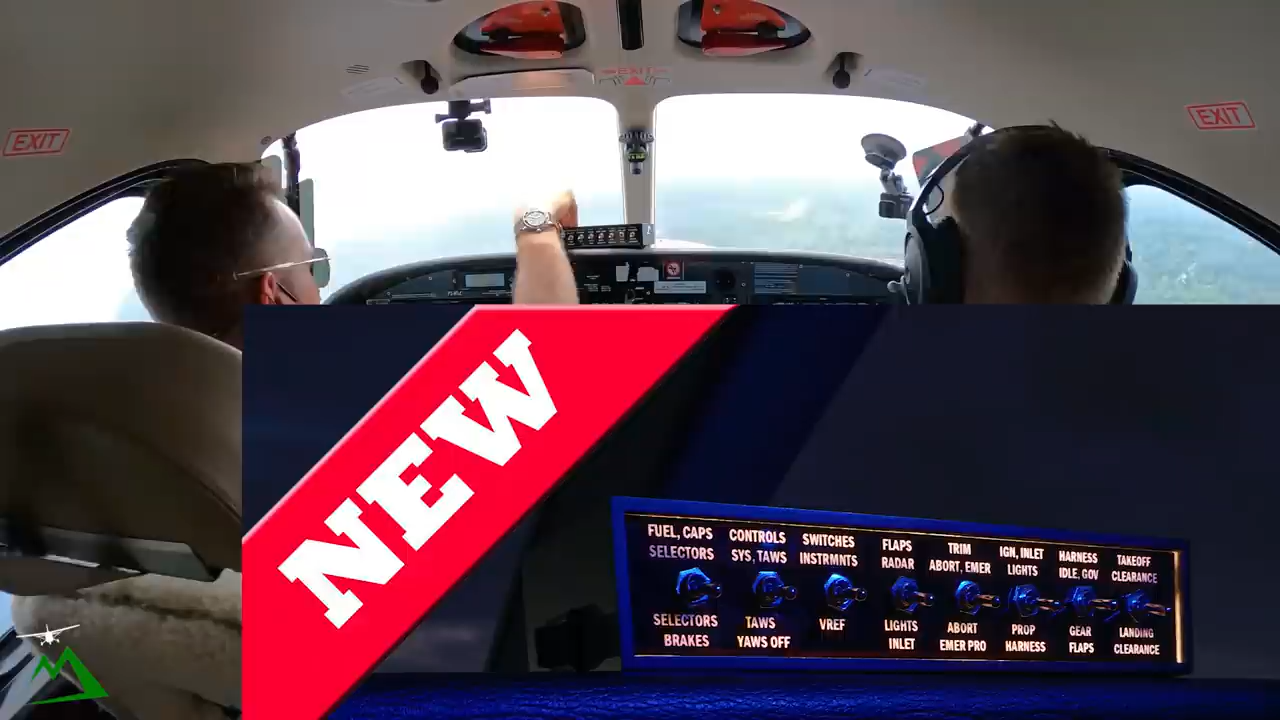 EXIT
EXIT
EXIT
NEW
FUEL, CAPS CONTROLS SWITCHES FLAPS TRIM IGN, INLET HARNESS TAKEOFF
SELECTORS SYS, TAWS INSTRMNTS RADAR ABORT, EMER LIGHTS IDLE, GOV CLEARANCE
SELECTORS TAWS VREF LIGHTS ABORT PROP GEAR LANDING
BRAKES YAWS OFF INLET EMER PRO HARNESS FLAPS CLEARANCE